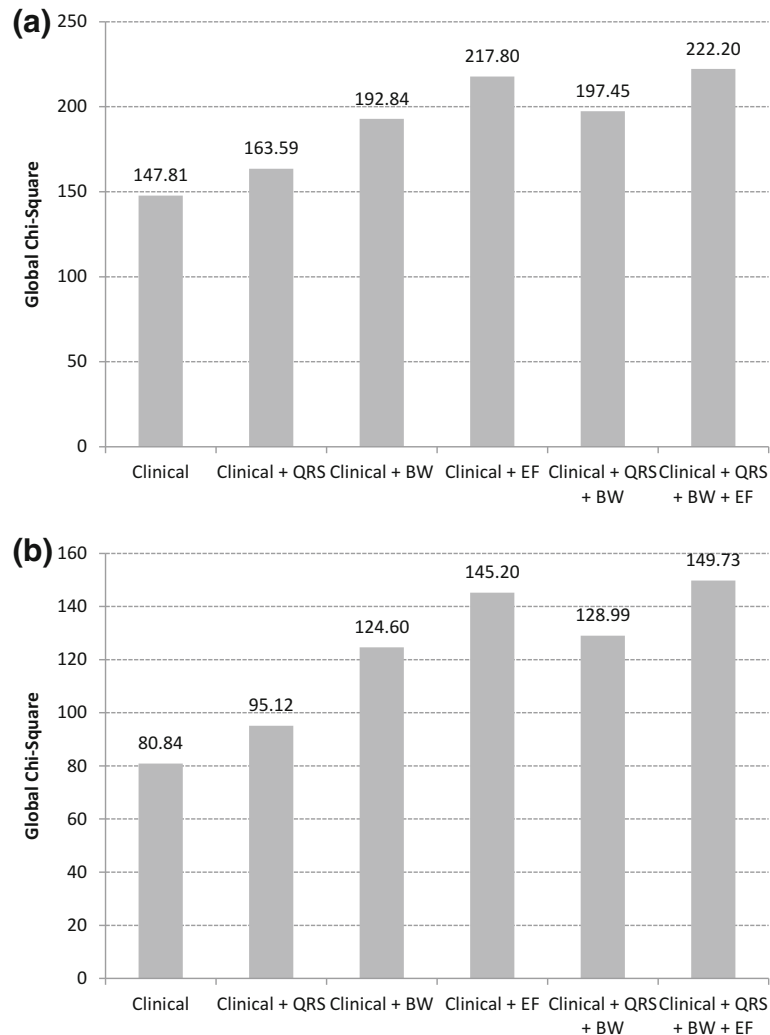 (a)
250
200
150
100
50
0
Global Chi-Square
147.81
163.59
192.84
217.80
197.45
222.20
Clinical
Clinical + QRS
Clinical + BW
Clinical + EF
Clinical + QRS
+ BW
Clinical + QRS
+ BW + EF
(b)
160
140
120
100
80
60
40
20
0
Global Chi-Square
80.84
95.12
124.60
145.20
128.99
149.73
Clinical
Clinical + QRS
Clinical + BW
Clinical + EF
Clinical + QRS
+ BW
Clinical + QRS
+ BW + EF